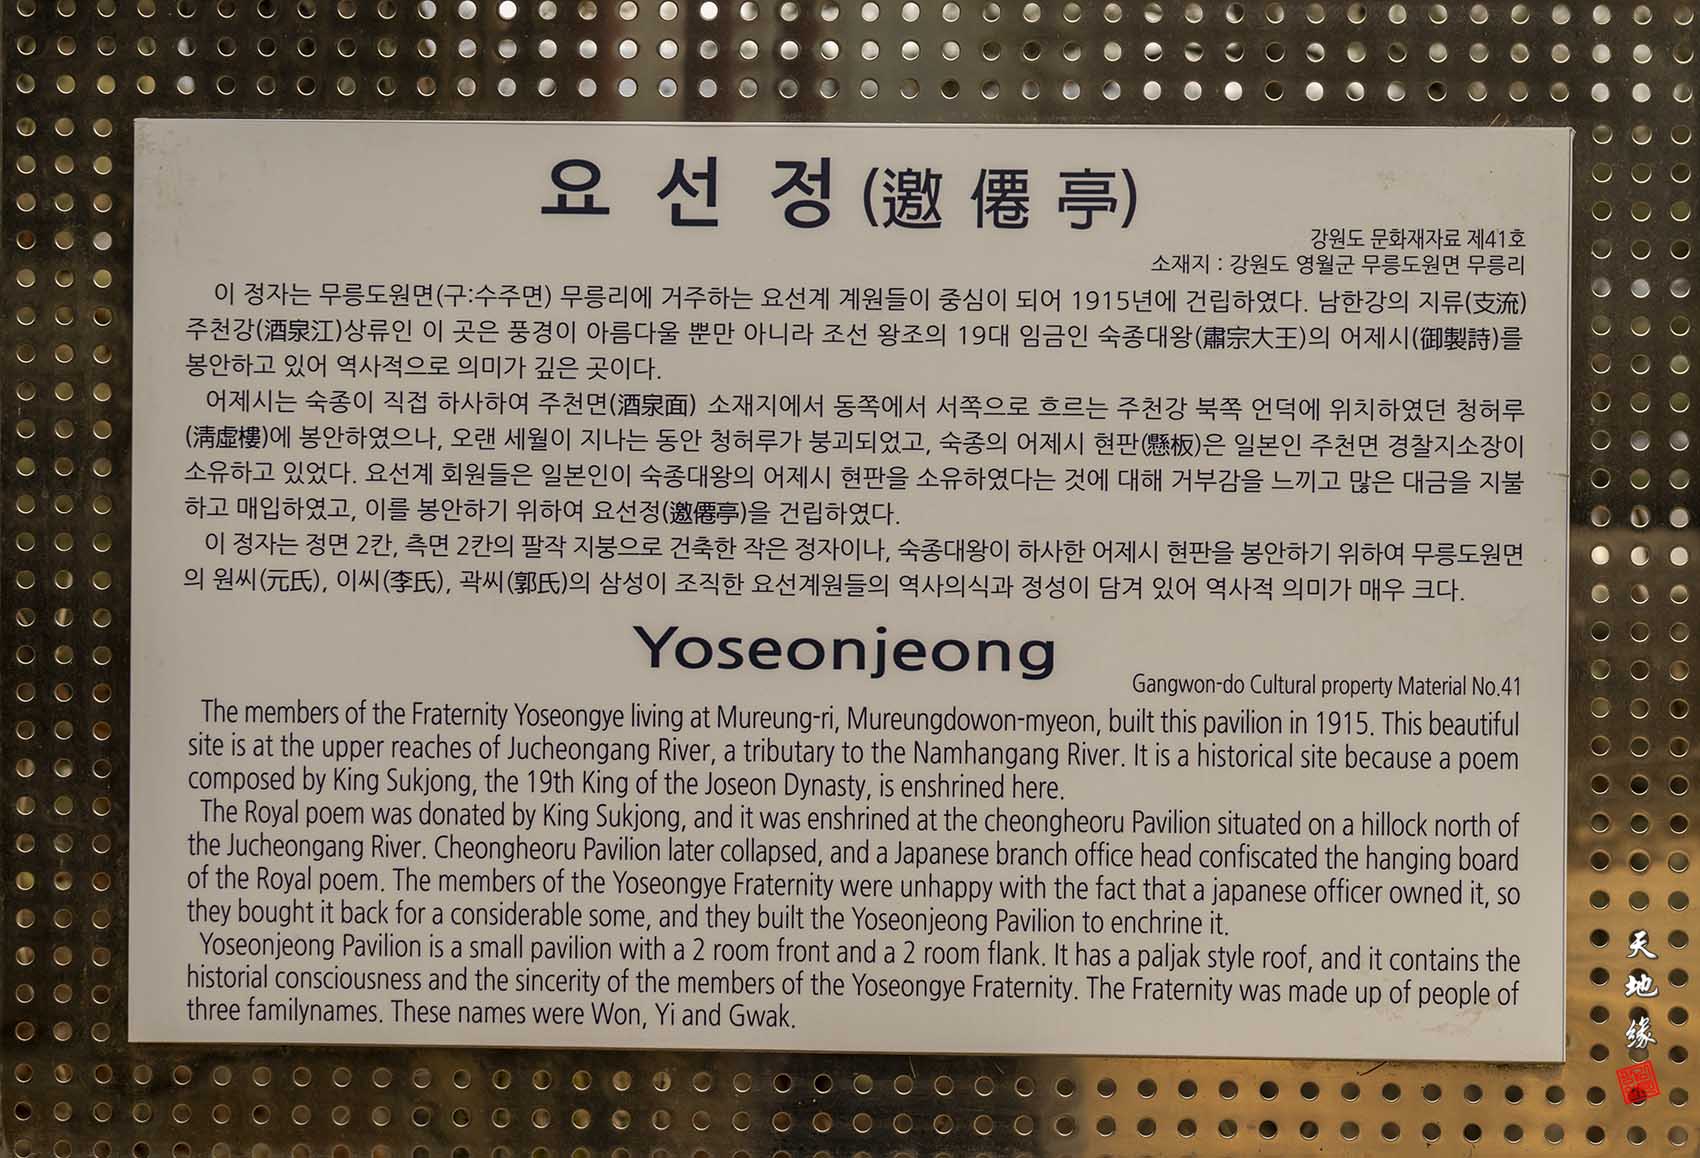 요 선 정 (邀 僊 亭)
강원도 문화재자료 제41호
소재지 : 강원도 영월군 무릉도원면 무릉리
이 정자는 무릉도원면(구:수주면) 무릉리에 거주하는 요선계 계원들이 중심이 되어 1915년에 건립하였다. 남한강의 지류(支流)
주천강(酒泉江)상류인 이 곳은 풍경이 아름다울 뿐만 아니라 조선 왕조의 19대 임금인 숙종대왕(肅宗大王)의 어제시(御製詩)를
봉안하고 있어 역사적으로 의미가 깊은 곳이다.
어제시는 숙종이 직접 하사하여 주천면(酒泉面) 소재지에서 동쪽에서 서쪽으로 흐르는 주천강 북쪽 언덕에 위치하였던 청허루
(淸虛樓)에 봉안하였으나, 오랜 세월이 지나는 동안 청허루가 붕괴되었고, 숙종의 어제시 현판(懸板)은 일본인 주천면 경찰지소장이
소유하고 있었다. 요선계 회원들은 일본인이 숙종대왕의 어제시 현판을 소유하였다는 것에 대해 거부감을 느끼고 많은 대금을 지불
하고 매입하였고, 이를 봉안하기 위하여 요선정(邀僊亭)을 건립하였다.
이 정자는 정면 2칸, 측면 2칸의 팔작 지붕으로 건축한 작은 정자이나, 숙종대왕이 하사한 어제시 현판을 봉안하기 위하여 무릉도원면
의 원씨(元氏), 이씨(李氏), 곽씨(郭氏)의 삼성이 조직한 요선계원들의 역사의식과 정성이 담겨 있어 역사적 의미가 매우 크다.
Yoseonjeong
Gangwon-do Cultural property Material No.41
The members of the Fraternity Yoseongye living at Mureung-ri, Mureungdowon-myeon, built this pavilion in 1915. This beautiful
site is at the upper reaches of Jucheongang River, a tributary to the Namhangang River. It is a historical site because a poem
composed by King Sukjong, the 19th King of the Joseon Dynasty, is enshrined here.
The Royal poem was donated by King Sukjong, and it was enshrined at the cheongheoru Pavilion situated on a hillock north of
the Jucheongang River. Cheongheoru Pavilion later collapsed, and a Japanese branch office head confiscated the hanging board
of the Royal poem. The members of the Yoseongye Fraternity were unhappy with the fact that a japanese officer owned it, so
they bought it back for a considerable some, and they built the Yoseonjeong Pavilion to enchrine it.
Yoseonjeong Pavilion is a small pavilion with a 2 room front and a 2 room flank. It has a paljak style roof, and it contains the
historial consciousness and the sincerity of the members of the Yoseongye Fraternity. The Fraternity was made up of people of
three familynames. These names were Won, Yi and Gwak.
天
地
緣